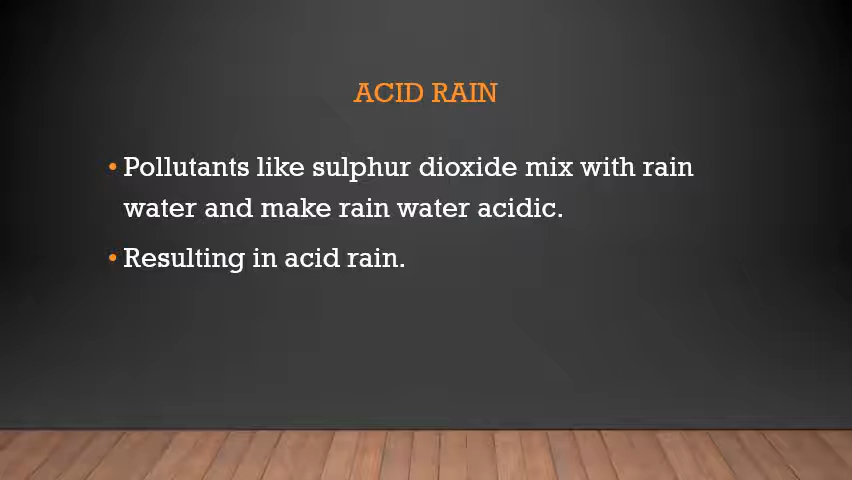 ACID RAIN
• Pollutants like sulphur dioxide mix with rain
water and make rain water acidic.
• Resulting in acid rain.